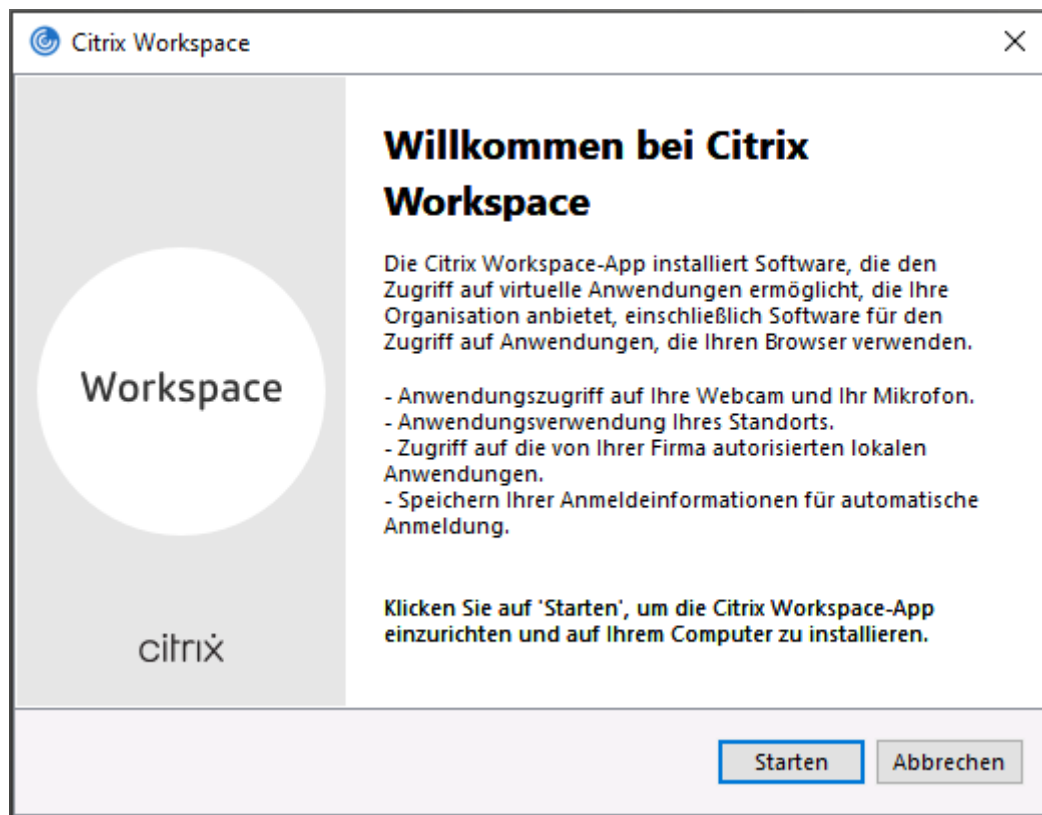 Citrix Workspace
Willkommen bei Citrix
Workspace
Die Citrix Workspace-App installiert Software, die den
Zugriff auf virtuelle Anwendungen ermöglicht, die Ihre
Organisation anbietet, einschließlich Software für den
Zugriff auf Anwendungen, die Ihren Browser verwenden.
- Anwendungszugriff auf Ihre Webcam und Ihr Mikrofon.
- Anwendungsverwendung Ihres Standorts.
- Zugriff auf die von Ihrer Firma autorisierten lokalen
Anwendungen.
- Speichern Ihrer Anmeldeinformationen für automatische
Anmeldung.
Klicken Sie auf 'Starten', um die Citrix Workspace-App
einzurichten und auf Ihrem Computer zu installieren.
Workspace
citrix
Starten
Abbrechen